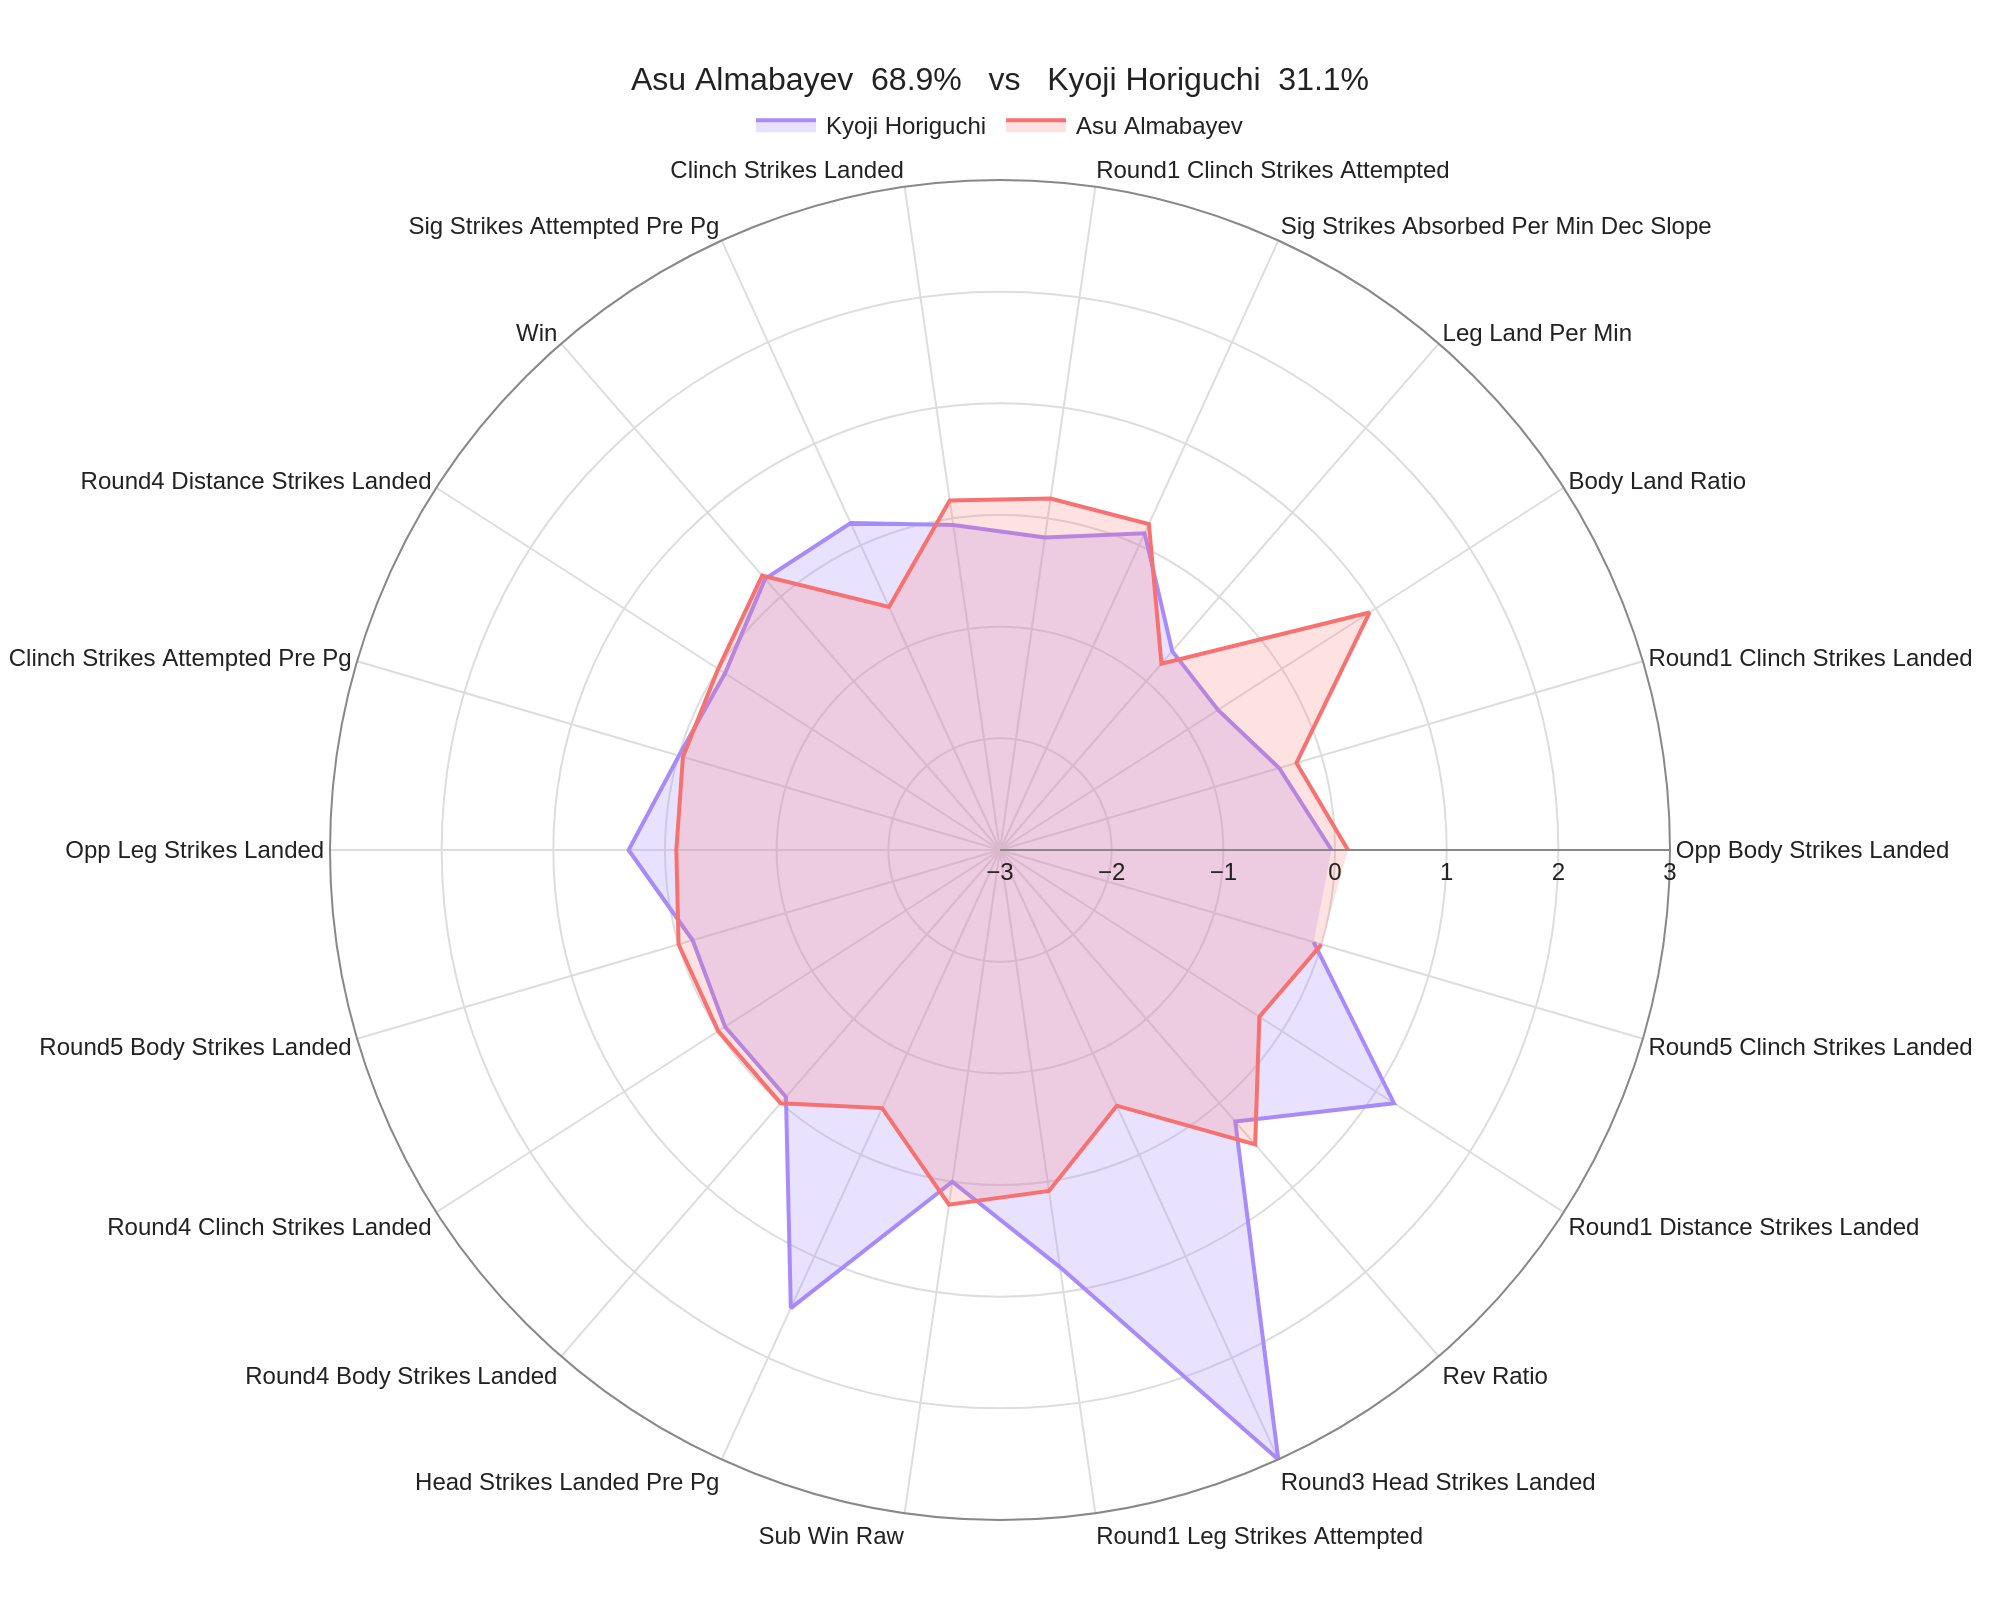 Asu Almabayev  68.9%   vs   Kyoji Horiguchi  31.1%
Kyoji Horiguchi
Asu Almabayev
Clinch Strikes Landed
Round1 Clinch Strikes Attempted
Sig Strikes Attempted Pre Pg
Sig Strikes Absorbed Per Min Dec Slope
Win
Leg Land Per Min
Round4 Distance Strikes Landed
Body Land Ratio
Clinch Strikes Attempted Pre Pg
Round1 Clinch Strikes Landed
Opp Leg Strikes Landed
Opp Body Strikes Landed
−3
−2
−1
0
1
2
3
Round5 Body Strikes Landed
Round5 Clinch Strikes Landed
Round4 Clinch Strikes Landed
Round1 Distance Strikes Landed
Round4 Body Strikes Landed
Rev Ratio
Head Strikes Landed Pre Pg
Round3 Head Strikes Landed
Sub Win Raw
Round1 Leg Strikes Attempted